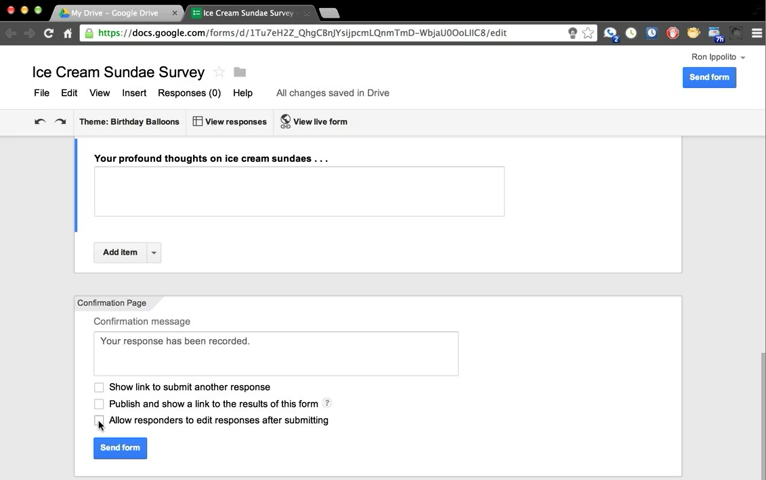 My Drive – Google Drive
Ice Cream Sundae Survey
https://docs.google.com/forms/d/1Tu7eH2Z_QhgCBnJYsijpcmLQnmTmD-WbjaU0OoLIIC8/edit
2
7h
Ron Ippolito
Ice Cream Sundae Survey
Send form
File Edit View Insert Responses (0) Help All changes saved in Drive
Theme: Birthday Balloons View responses View live form
Your profound thoughts on ice cream sundaes . . .
Add item
Confirmation Page
Confirmation message
Your response has been recorded.
Show link to submit another response
Publish and show a link to the results of this form ?
Allow responders to edit responses after submitting
Send form